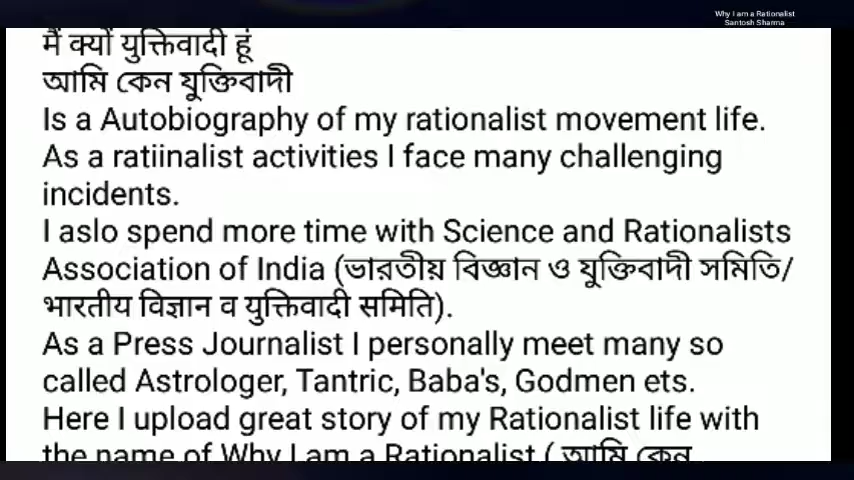 Why I am a Rationalist
Santosh Sharma
मैं क्यों युक्तिवादी हूं
আমি কেন যুক্তিবাদী
Is a Autobiography of my rationalist movement life.
As a ratiinalist activities I face many challenging
incidents.
I aslo spend more time with Science and Rationalists
Association of India (ভারতীয় বিজ্ঞান ও যুক্তিবাদী সমিতি/
भारतीय विज्ञान व युक्तिवादी समिति).
As a Press Journalist I personally meet many so
called Astrologer, Tantric, Baba's, Godmen ets.
Here I upload great story of my Rationalist life with
the name of Why I am a Rationalist ( আমি কেন